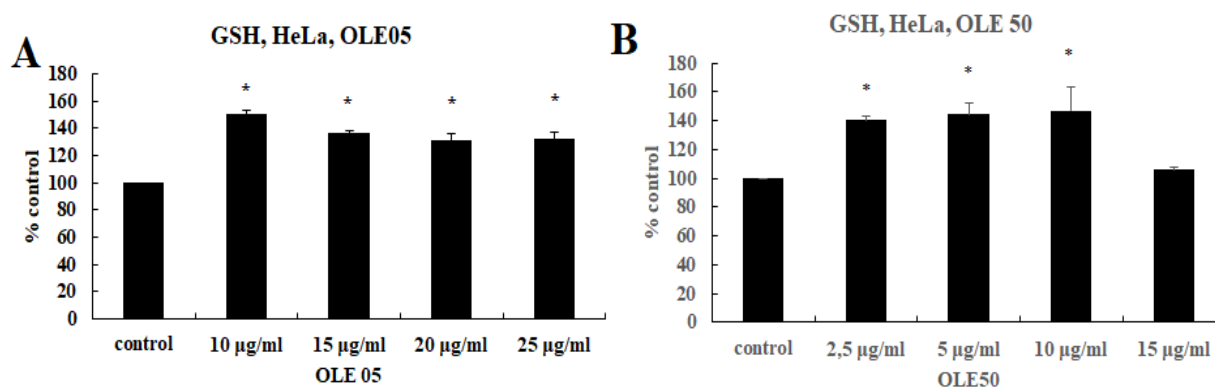 A
GSH, HeLa, OLE05
% control
180
160
140
120
100
80
60
40
20
0
*
*
*
*
control
10 µg/ml
15 µg/ml
20 µg/ml
25 µg/ml
OLE 05
B
GSH, HeLa, OLE 50
% control
180
160
140
120
100
80
60
40
20
0
*
*
*
control
2,5 µg/ml
5 µg/ml
10 µg/ml
15 µg/ml
OLE50